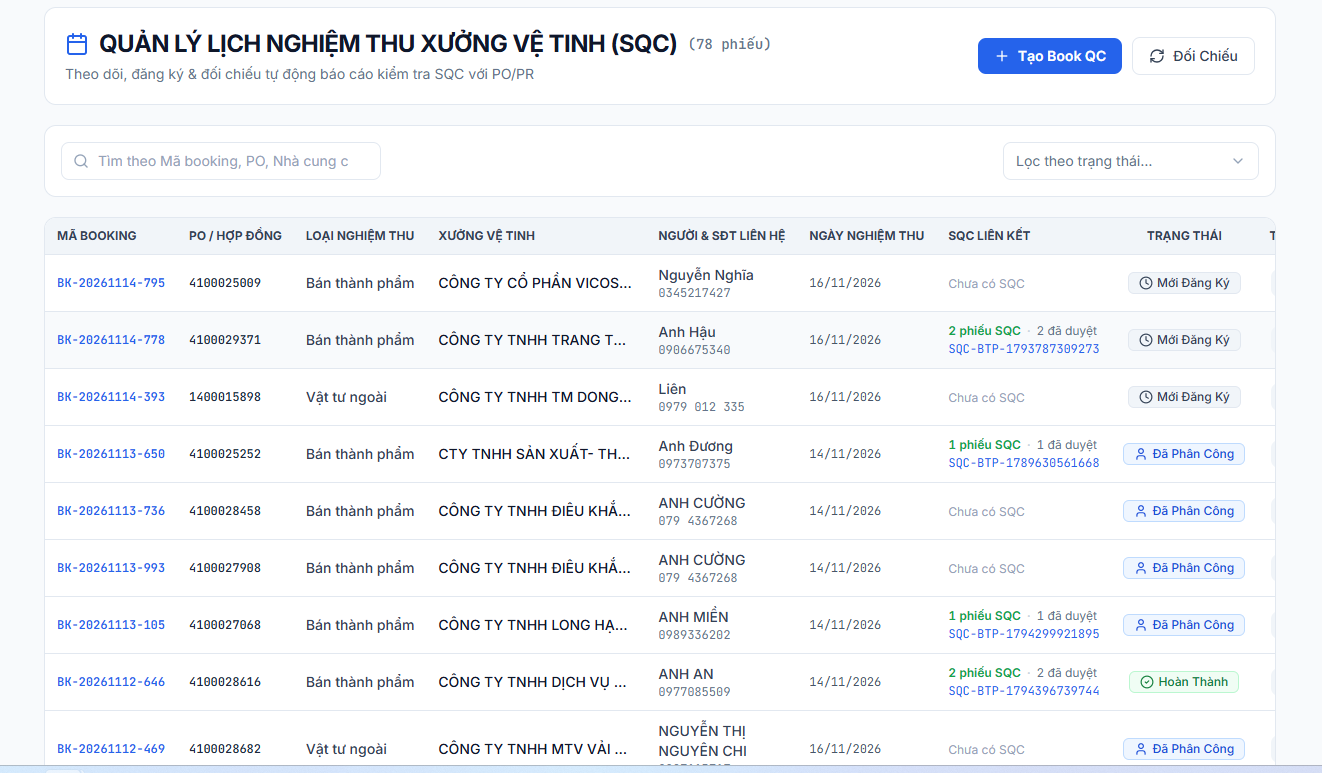 QUẢN LÝ LỊCH NGHIỆM THU XƯỞNG VỆ TINH (SQC) (78 phiếu)
Theo dõi, đăng ký & đối chiếu tự động báo cáo kiểm tra SQC với PO/PR
Tạo Book QC
Đối Chiếu
Tìm theo Mã booking, PO, Nhà cung c
Lọc theo trạng thái...
MÃ BOOKING PO / HỢP ĐỒNG LOẠI NGHIỆM THU XƯỞNG VỆ TINH NGƯỜI & SĐT LIÊN HỆ NGÀY NGHIỆM THU SQC LIÊN KẾT TRẠNG THÁI
BK-20261114-795 4100025009 Bán thành phẩm CÔNG TY CỔ PHẦN VICOS... Nguyễn Nghĩa 16/11/2026 Chưa có SQC Mới Đăng Ký
0345217427
BK-20261114-778 4100029371 Bán thành phẩm CÔNG TY TNHH TRANG T... Anh Hậu 16/11/2026 2 phiếu SQC · 2 đã duyệt Mới Đăng Ký
0906675340 SQC-BTP-1793787309273
BK-20261114-393 1400015898 Vật tư ngoài CÔNG TY TNHH TM DONG... Liên 16/11/2026 Chưa có SQC Mới Đăng Ký
0979 012 335
BK-20261113-650 4100025252 Bán thành phẩm CTY TNHH SẢN XUẤT- TH... Anh Đương 14/11/2026 1 phiếu SQC · 1 đã duyệt Đã Phân Công
0973707375 SQC-BTP-1789630561668
BK-20261113-736 4100028458 Bán thành phẩm CÔNG TY TNHH ĐIÊU KHẮ... ANH CƯỜNG 14/11/2026 Chưa có SQC Đã Phân Công
079 4367268
BK-20261113-993 4100027908 Bán thành phẩm CÔNG TY TNHH ĐIÊU KHẮ... ANH CƯỜNG 14/11/2026 Chưa có SQC Đã Phân Công
079 4367268
BK-20261113-105 4100027068 Bán thành phẩm CÔNG TY TNHH LONG HẠ... ANH MIỀN 14/11/2026 1 phiếu SQC · 1 đã duyệt Đã Phân Công
0989336202 SQC-BTP-1794299921895
BK-20261112-646 4100028616 Bán thành phẩm CÔNG TY TNHH DỊCH VỤ ... ANH AN 14/11/2026 2 phiếu SQC · 2 đã duyệt Hoàn Thành
0977085509 SQC-BTP-1794396739744
BK-20261112-469 4100028682 Vật tư ngoài CÔNG TY TNHH MTV VẢI ... NGUYỄN THỊ 16/11/2026 Chưa có SQC Đã Phân Công
NGUYÊN CHI